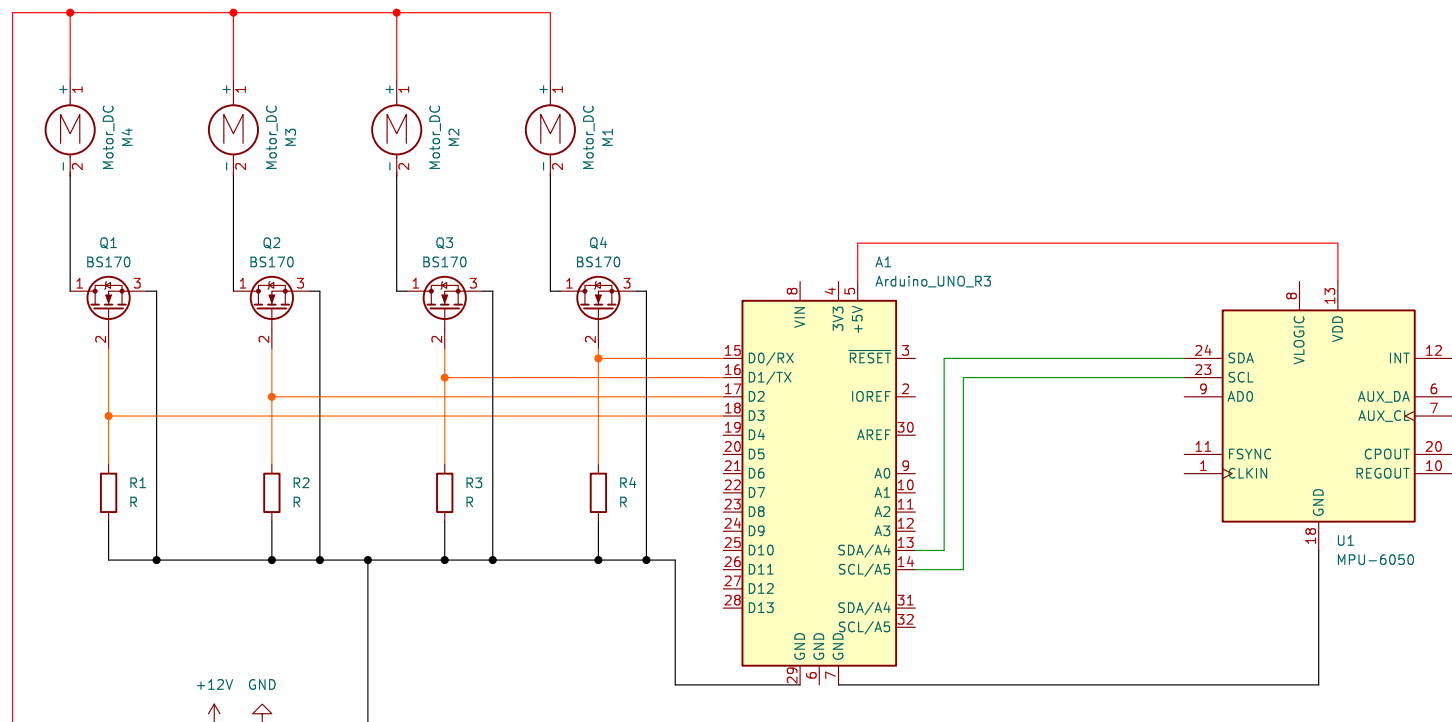 + 1
M
Motor_DC
M4
- 2
+ 1
M
Motor_DC
M3
- 2
+ 1
M
Motor_DC
M2
- 2
+ 1
M
Motor_DC
M1
- 2
Q1
BS170
1 3
2
Q2
BS170
1 3
2
Q3
BS170
1 3
2
Q4
BS170
1 3
2
R1
R
R2
R
R3
R
R4
R
+12V GND
A1
Arduino_UNO_R3
8 4 5
VIN 3V3 +5V
15 D0/RX RESET 3
16 D1/TX
17 D2 IOREF 2
18 D3
19 D4 AREF 30
20 D5
21 D6 A0 9
22 D7 A1 10
23 D8 A2 11
24 D9 A3 12
25 D10 SDA/A4 13
26 D11 SCL/A5 14
27 D12
28 D13 SDA/A4 31
SCL/A5 32
GND GND GND
29 6 7
8 13
VLOGIC VDD
24 SDA INT 12
23 SCL
9 AD0 AUX_DA 6
AUX_CL 7
11 FSYNC CPOUT 20
1 CLKIN REGOUT 10
GND
18
U1
MPU-6050